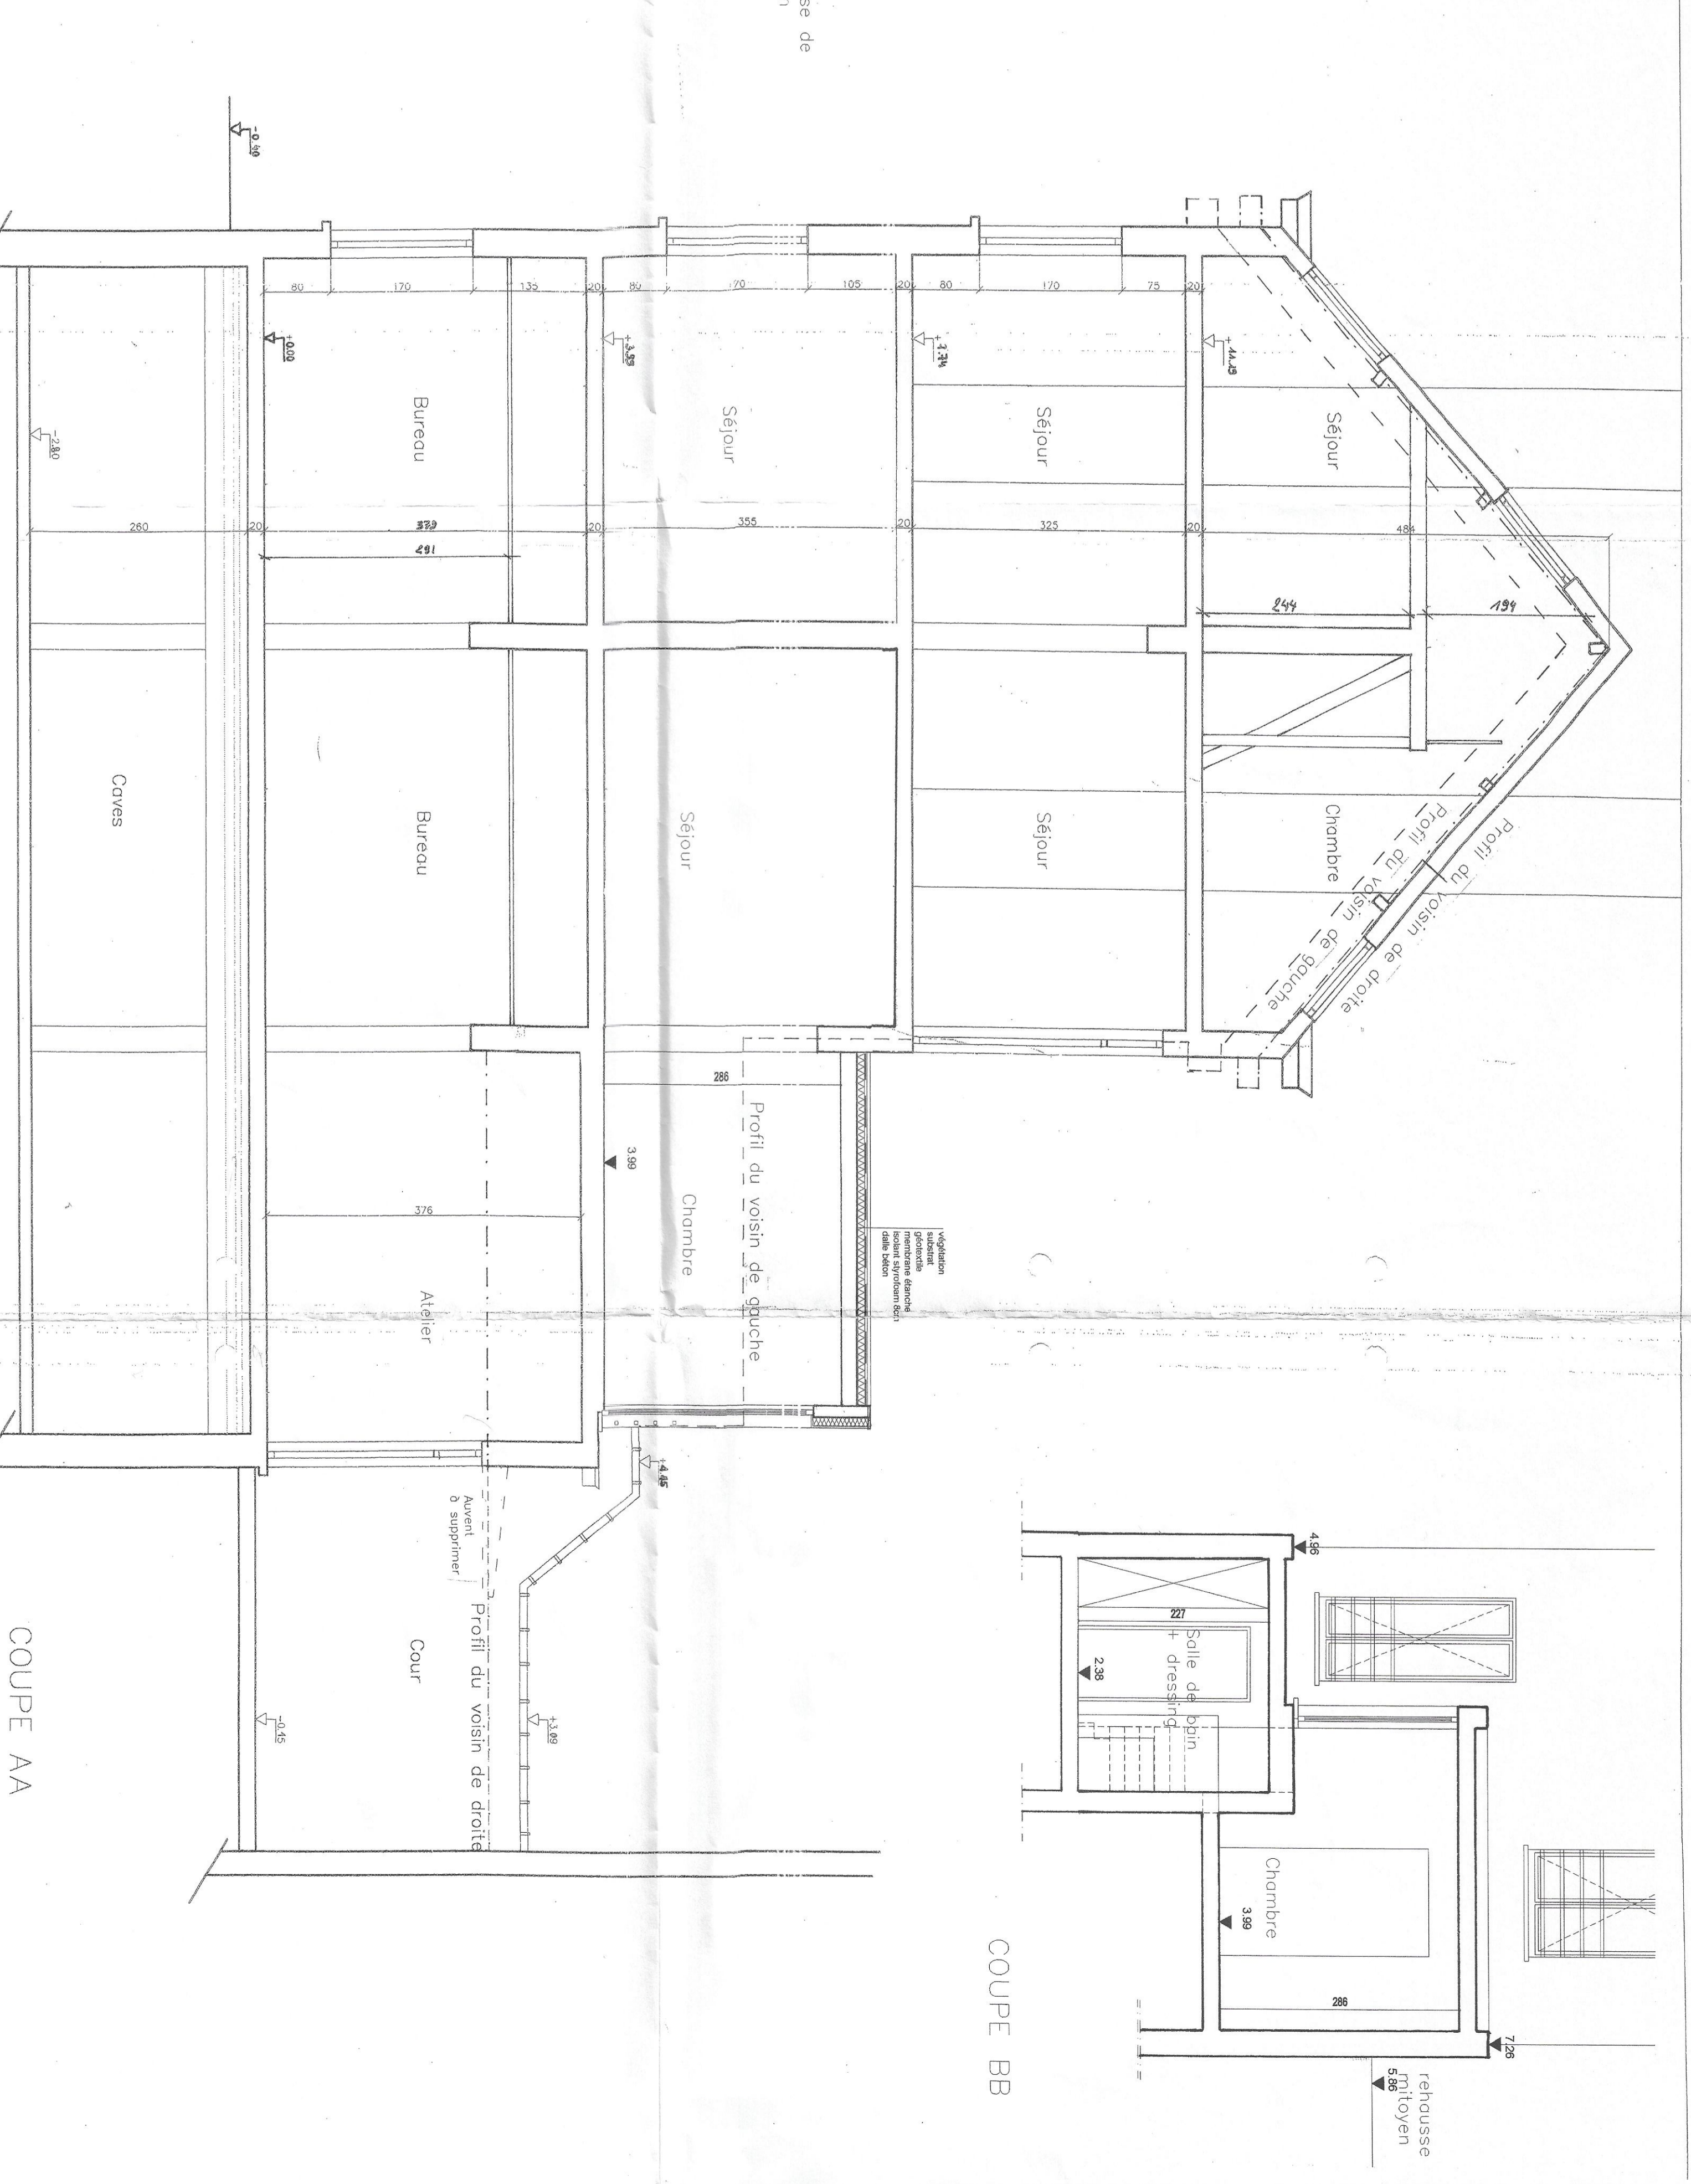 se de
Profil du voisin de droite
Profil du voisin de gauche
Séjour
Chambre
484
244
194
+11.19
20
20
75
170
80
Séjour
Séjour
325
+7.74
20
20
105
170
80
Séjour
Séjour
355
+3.99
20
20
135
170
80
Bureau
Bureau
379
291
+0.00
20
260
-2.80
-0.40
Caves
286
Profil du voisin de gauche
Chambre
3.99
végétation
substrat
géotextile
membrane étanche
isolant styrofoam 8cm
dalle béton
376
Atelier
+4.45
+3.09
Auvent
à supprimer
Profil du voisin de droite
Cour
-0.45
COUPE AA
4.96
227
Salle de bain
+ dressing
2.38
Chambre
3.99
286
7.26
rehausse
mitoyen
5.86
COUPE BB